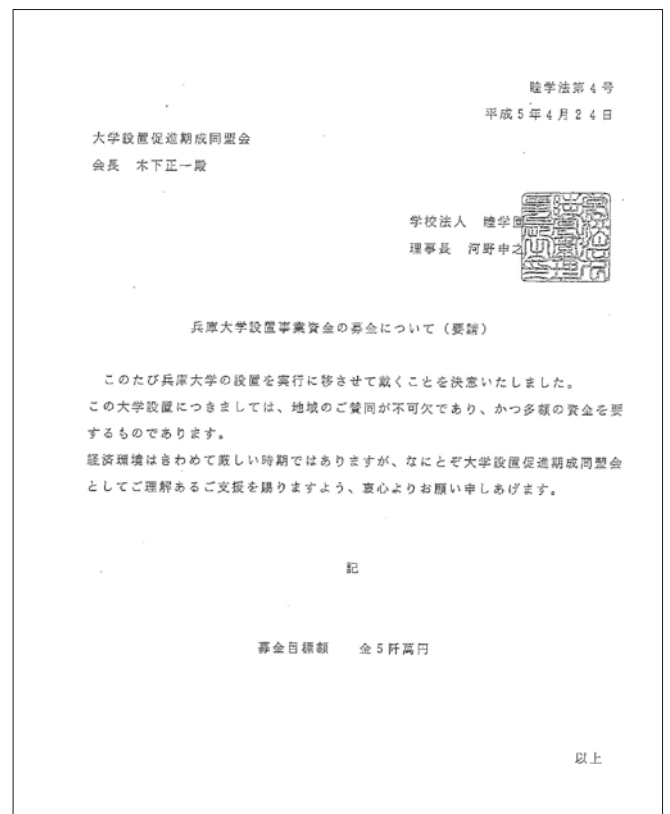 睦学法第4号
平成5年4月24日
大学設置促進期成同盟会
会長 木下正一殿
学校法人 睦学園
理事長 河野申之
兵庫大学設置事業資金の募金について（要請）
このたび兵庫大学の設置を実行に移させて戴くことを決意いたしました。
この大学設置につきましては、地域のご賛同が不可欠であり、かつ多額の資金を要
するものであります。
経済環境はきわめて厳しい時期ではありますが、なにとぞ大学設置促進期成同盟会
としてご理解あるご支援を賜りますよう、衷心よりお願い申しあげます。
記
募金目標額 金5阡萬円
以上